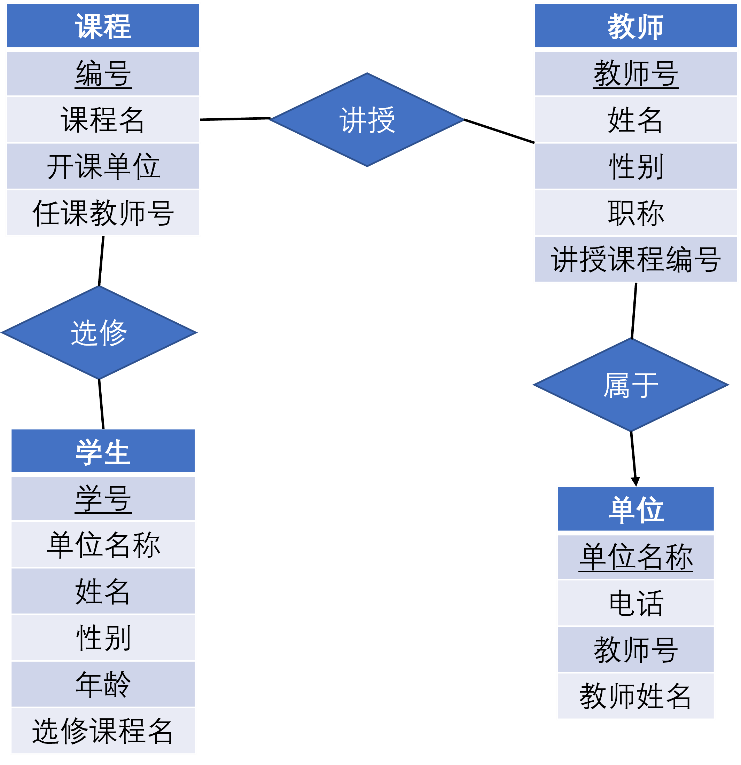 课程
编号
课程名
开课单位
任课教师号
讲授
教师
教师号
姓名
性别
职称
讲授课程编号
选修
属于
学生
学号
单位名称
姓名
性别
年龄
选修课程名
单位
单位名称
电话
教师号
教师姓名